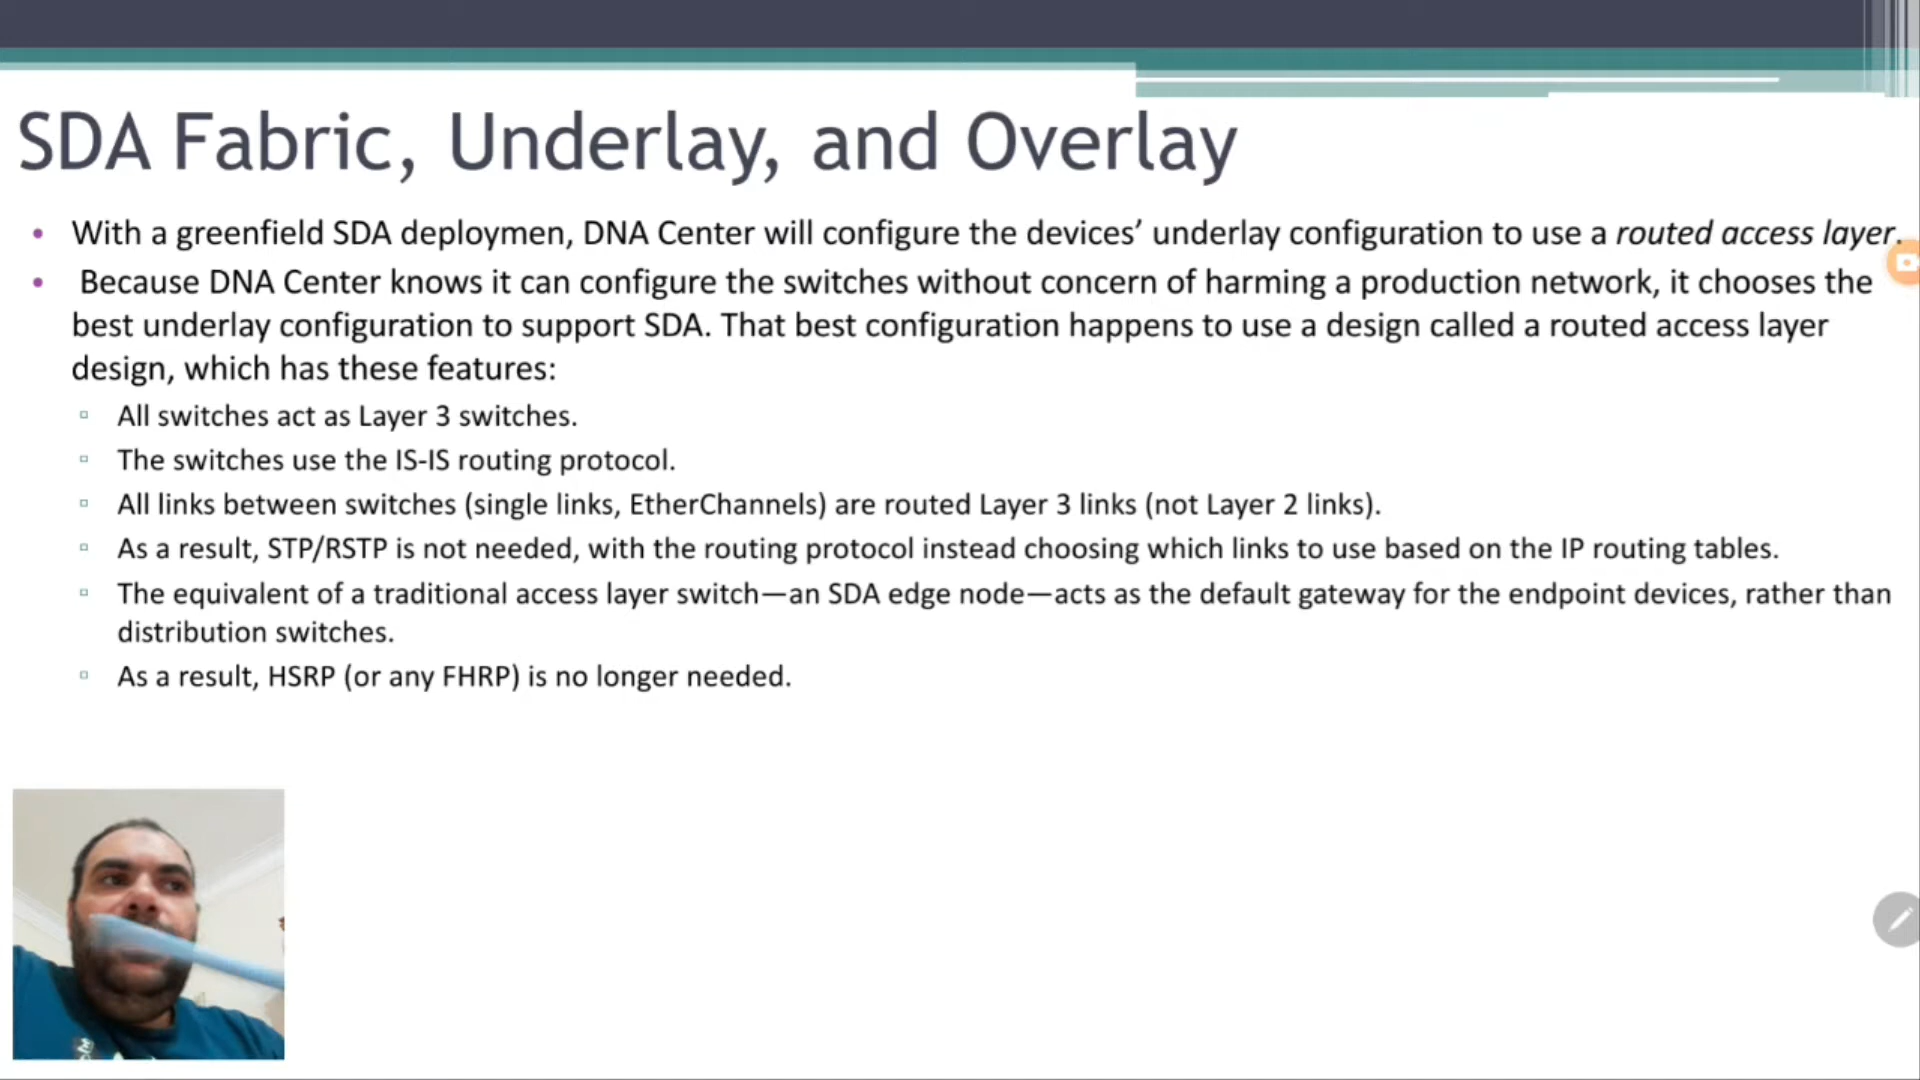 SDA Fabric, Underlay, and Overlay
• With a greenfield SDA deploymen, DNA Center will configure the devices’ underlay configuration to use a routed access layer.
• Because DNA Center knows it can configure the switches without concern of harming a production network, it chooses the
best underlay configuration to support SDA. That best configuration happens to use a design called a routed access layer
design, which has these features:
▫ All switches act as Layer 3 switches.
▫ The switches use the IS-IS routing protocol.
▫ All links between switches (single links, EtherChannels) are routed Layer 3 links (not Layer 2 links).
▫ As a result, STP/RSTP is not needed, with the routing protocol instead choosing which links to use based on the IP routing tables.
▫ The equivalent of a traditional access layer switch—an SDA edge node—acts as the default gateway for the endpoint devices, rather than
distribution switches.
▫ As a result, HSRP (or any FHRP) is no longer needed.